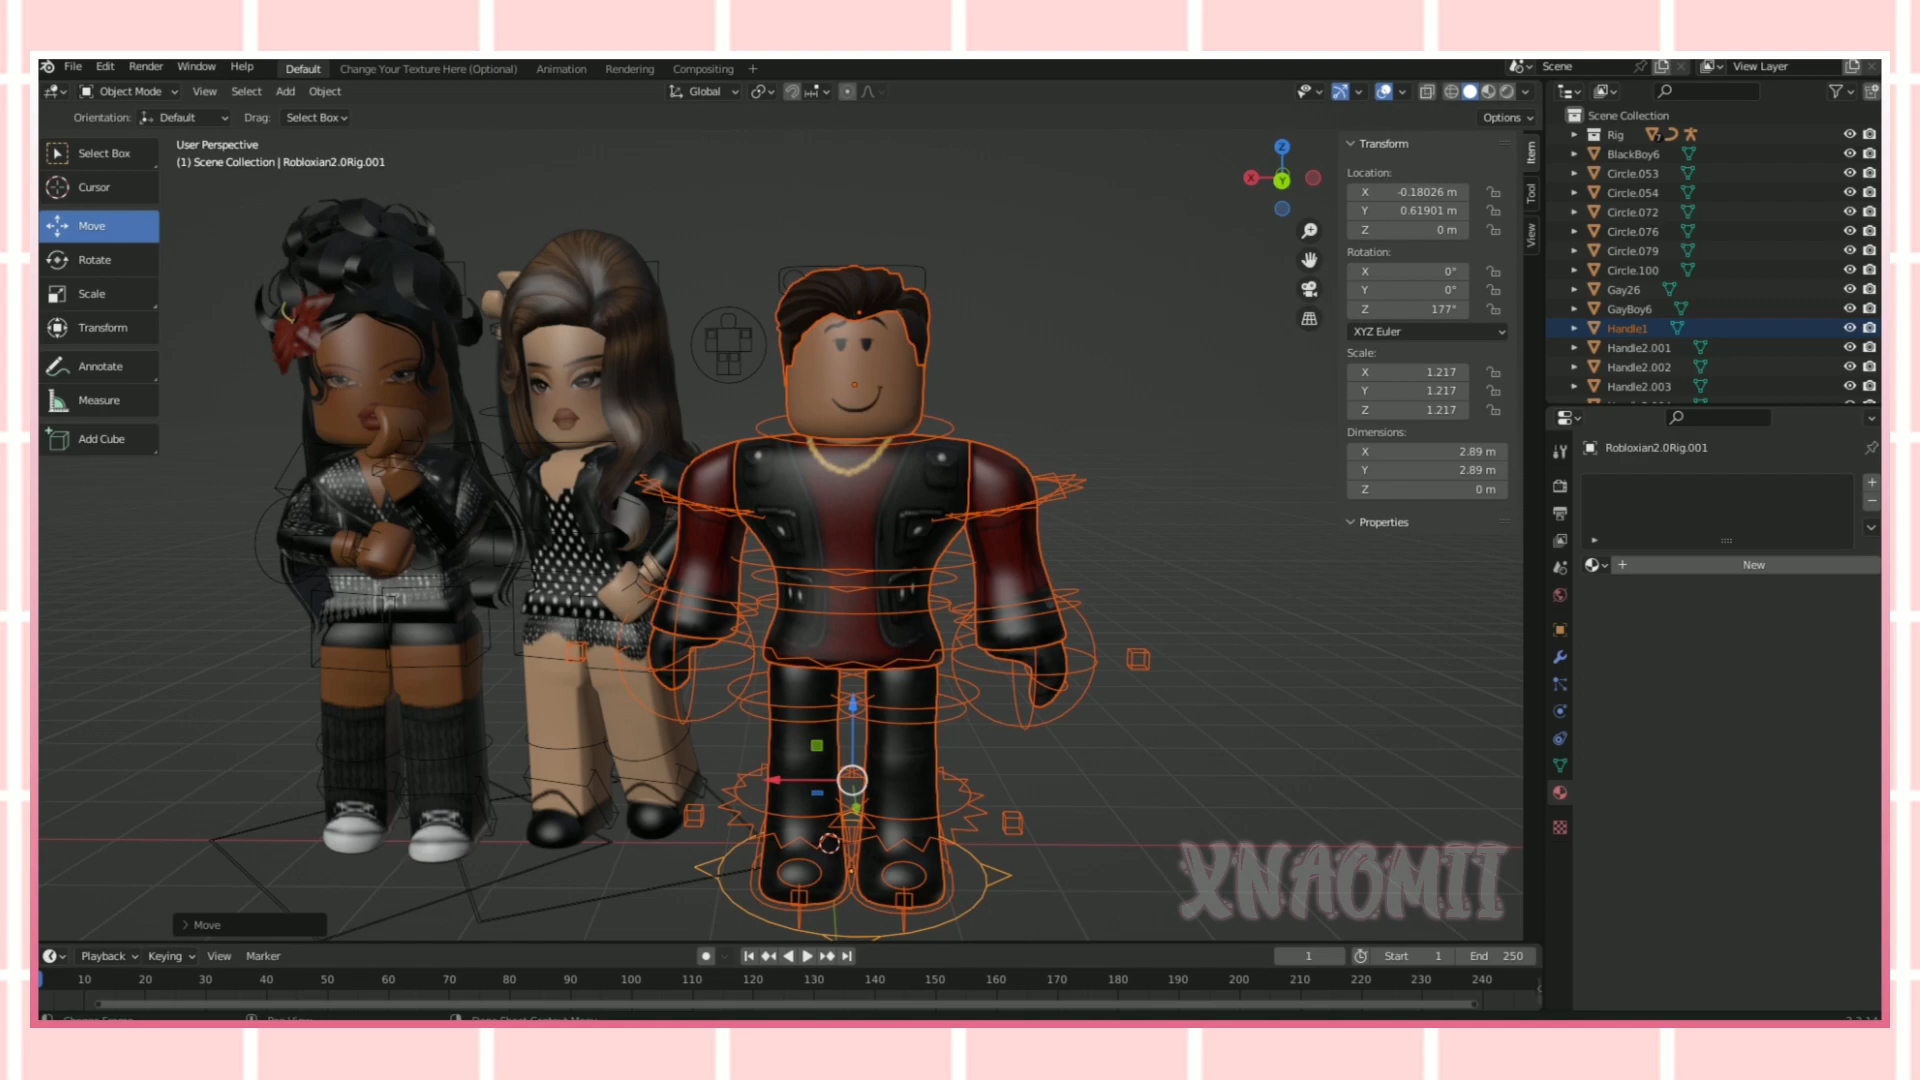 File Edit Render Window Help
Default Change Your Texture Here (Optional) Animation Rendering Compositing +
Scene
View Layer
Object Mode View Select Add Object
Global
Orientation: Default Drag: Select Box
Options
User Perspective
(1) Scene Collection | Robloxian2.0Rig.001
Select Box
Cursor
Move
Rotate
Scale
Transform
Annotate
Measure
Add Cube
Z
X
Y
Transform
Location:
X -0.18026 m
Y 0.61901 m
Z 0 m
Rotation:
X 0°
Y 0°
Z 177°
XYZ Euler
Scale:
X 1.217
Y 1.217
Z 1.217
Dimensions:
X 2.89 m
Y 2.89 m
Z 0 m
Properties
Item
Tool
View
Scene Collection
Rig
BlackBoy6
Circle.053
Circle.054
Circle.072
Circle.076
Circle.079
Circle.100
Gay26
GayBoy6
Handle1
Handle2.001
Handle2.002
Handle2.003
Robloxian2.0Rig.001
+ New
XNAOMII
Move
Playback Keying View Marker
1
Start 1
End 250
10 20 30 40 50 60 70 80 90 100 110 120 130 140 150 160 170 180 190 200 210 220 230 240